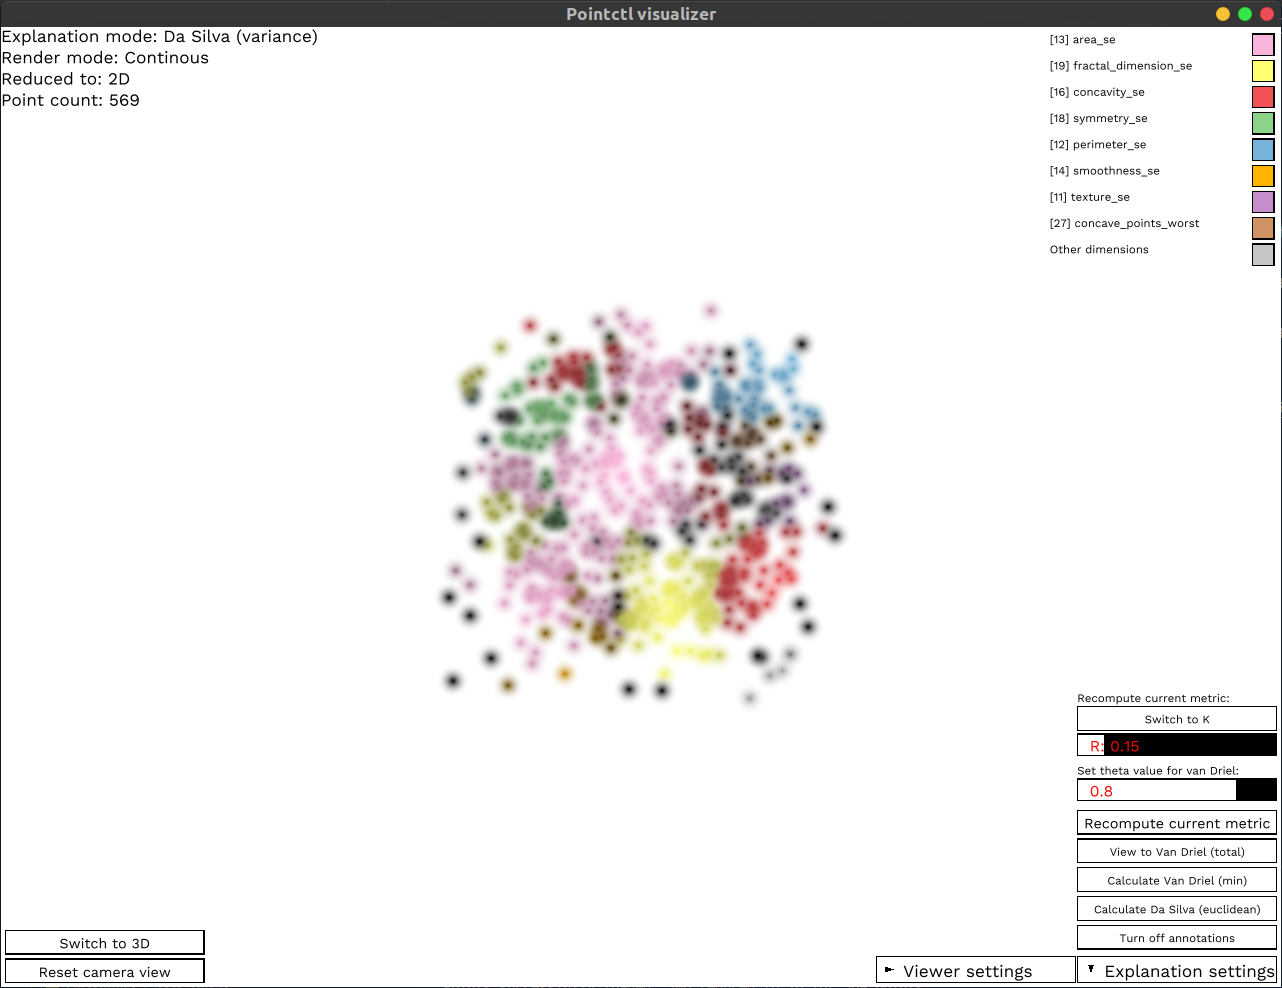 Pointctl visualizer
Explanation mode: Da Silva (variance)
Render mode: Continous
Reduced to: 2D
Point count: 569
[13] area_se
[19] fractal_dimension_se
[16] concavity_se
[18] symmetry_se
[12] perimeter_se
[14] smoothness_se
[11] texture_se
[27] concave_points_worst
Other dimensions
Recompute current metric:
Switch to K
R: 0.15
Set theta value for van Driel:
0.8
Recompute current metric
View to Van Driel (total)
Calculate Van Driel (min)
Calculate Da Silva (euclidean)
Turn off annotations
Switch to 3D
Reset camera view
Viewer settings
Explanation settings